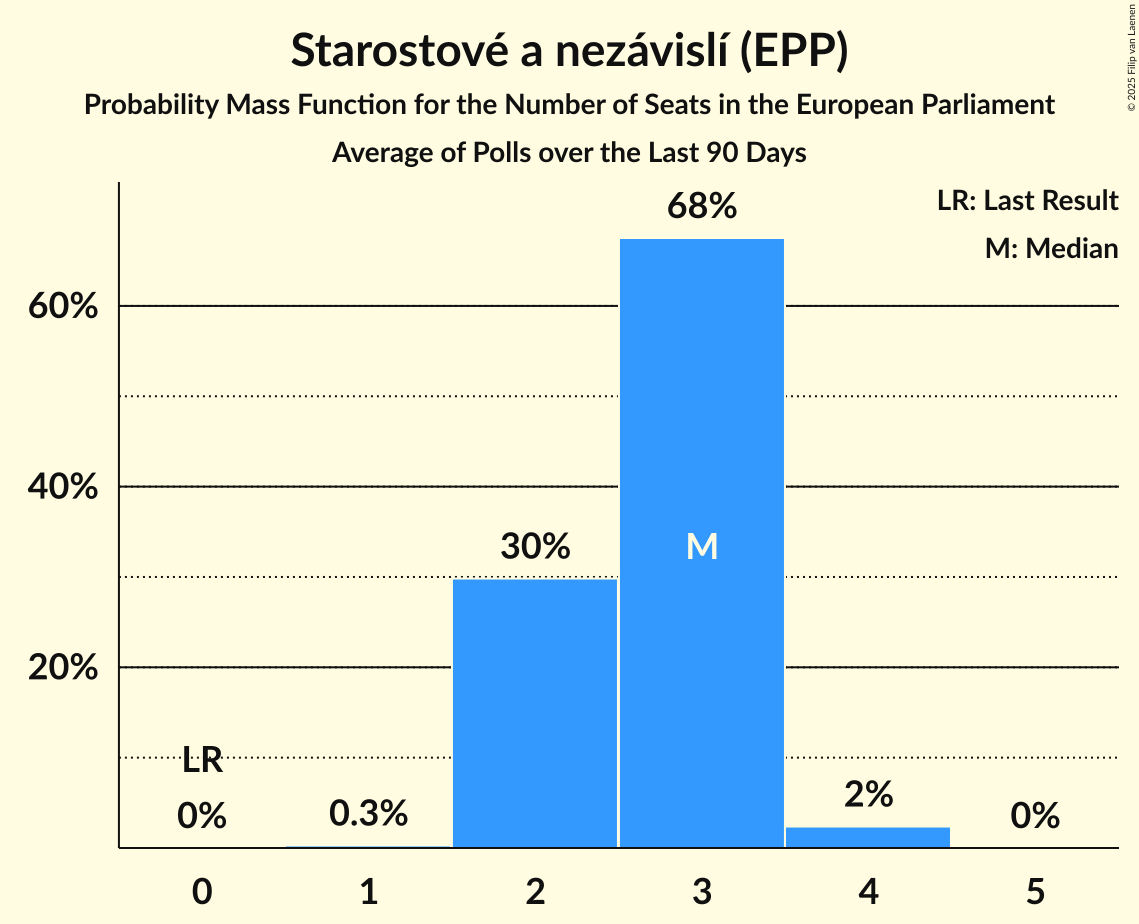 Starostové a nezávislí (EPP)
Probability Mass Function for the Number of Seats in the European Parliament
Average of Polls over the Last 90 Days
© 2025 Filip van Laenen
LR: Last Result
M: Median
68%
60%
40%
30%
M
20%
LR
0%
0.3%
2%
0%
0 1 2 3 4 5